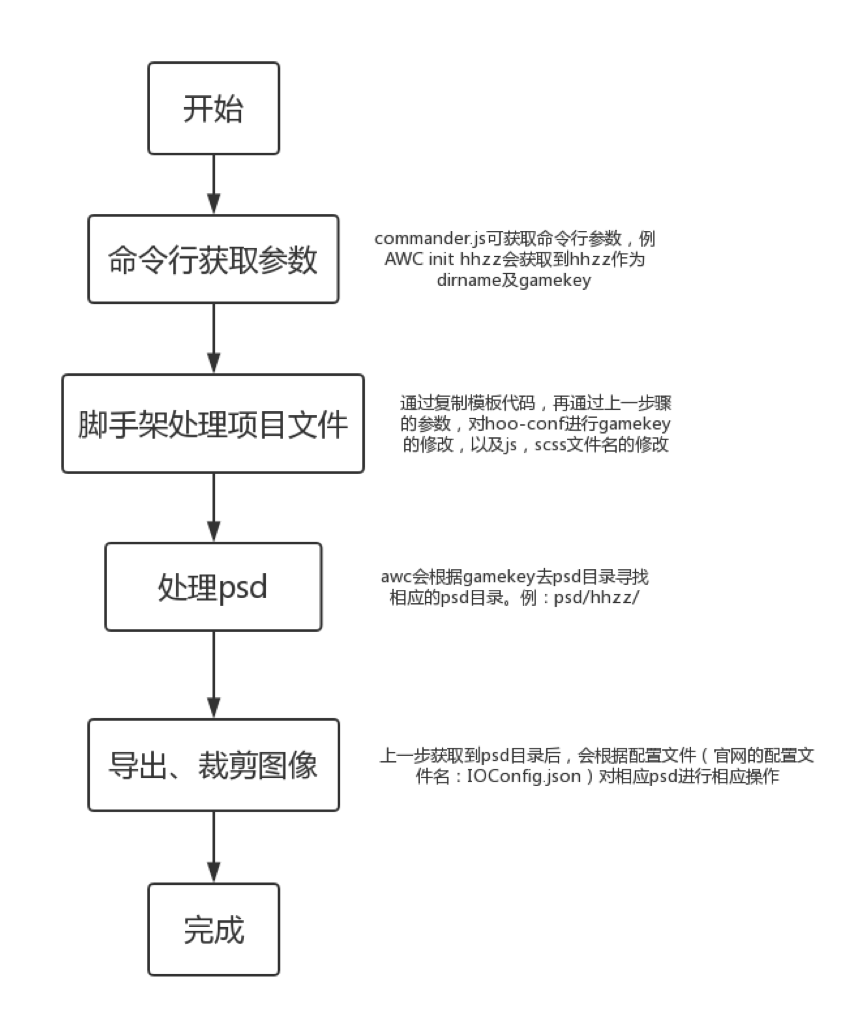 开始
命令行获取参数
commander.js可获取命令行参数，例
AWC init hhzz会获取到hhzz作为
dirname及gamekey
脚手架处理项目文件
通过复制模板代码，再通过上一步骤
的参数，对hoo-conf进行gamekey
的修改，以及js，scss文件名的修改
处理psd
awc会根据gamekey去psd目录寻找
相应的psd目录。例：psd/hhzz/
导出、裁剪图像
上一步获取到psd目录后，会根据配置文件（官网的配置文
件名：IOConfig.json）对相应psd进行相应操作
完成